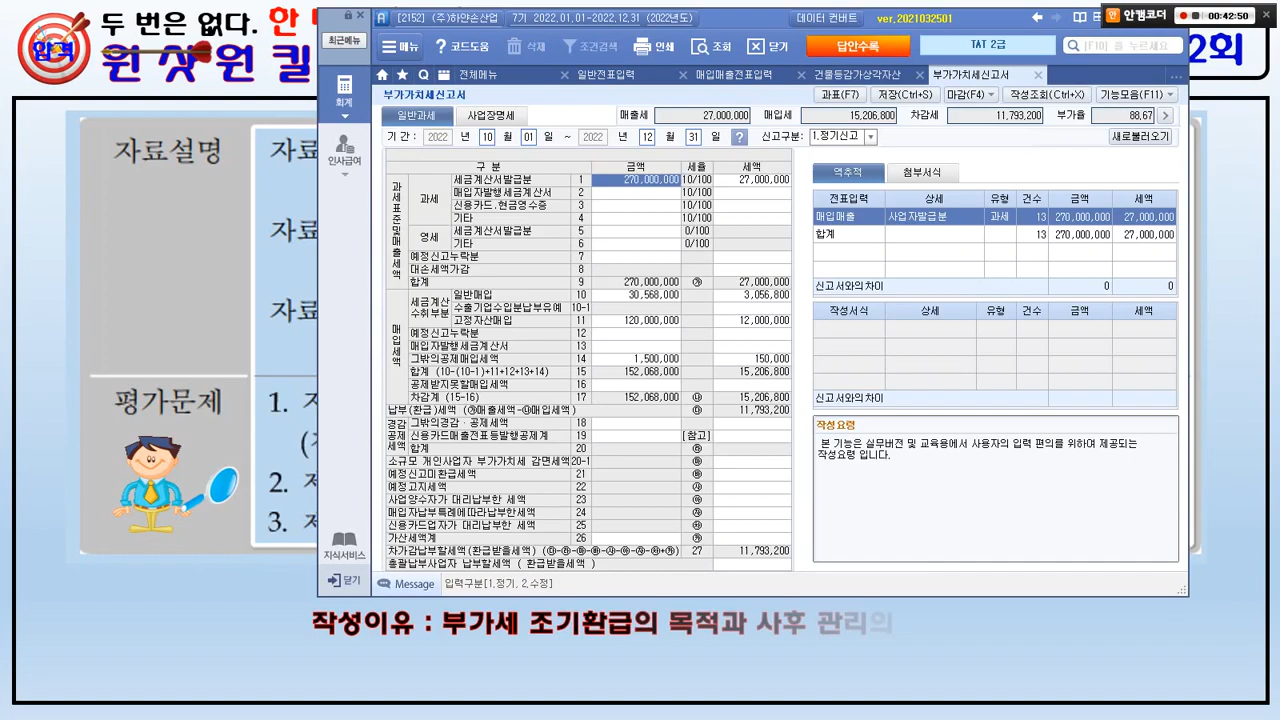 두 번은 없다. 한
원 샷 원 킬
압격
2회
자료설명
자료
자료
자료
평가문제
1.
2.
3.
최근메뉴
회계
인사급여
지식서비스
닫기
[2152] (주)하얀손산업 7기 2022.01.01~2022.12.31 (2022년도) 데이터 컨버트 ver.2021032501
안캠코더 00:42:50
메뉴 코드도움 삭제 조건검색 인쇄 조회 닫기 답안수록 TAT 2급 [F10] 을 누르세요
전체메뉴 일반전표입력 매입매출전표입력 건물등감가상각자산 부가가치세신고서
부가가치세신고서 과표(F7) 저장(Ctrl+S) 마감(F4) 작성조회(Ctrl+X) 기능모음(F11)
일반과세 사업장명세 매출세 27,000,000 매입세 15,206,800 차감세 11,793,200 부가율 88.67
기 간 : 2022 년 10 월 01 일 ~ 2022 년 12 월 31 일 ? 신고구분: 1.정기신고 새로불러오기
구 분 금액 세율 세액
과세표준및매출세액
과세
세금계산서발급분 1 270,000,000 10/100 27,000,000
매입자발행세금계산서 2 10/100
신용카드.현금영수증 3 10/100
기타 4 10/100
영세
세금계산서발급분 5 0/100
기타 6 0/100
예정신고누락분 7
대손세액가감 8
합계 9 270,000,000 ㉮ 27,000,000
매입세액
세금계산
수취부분
일반매입 10 30,568,000 3,056,800
수출기업수입분납부유예 10-1
고정자산매입 11 120,000,000 12,000,000
예정신고누락분 12
매입자발행세금계산서 13
그밖의공제매입세액 14 1,500,000 150,000
합계 (10-(10-1)+11+12+13+14) 15 152,068,000 15,206,800
공제받지못할매입세액 16
차감계 (15-16) 17 152,068,000 ㉯ 15,206,800
납부(환급)세액 (㉮매출세액-㉯매입세액) ㉰ 11,793,200
경감
공제
세액
그밖의경감ㆍ공제세액 18
신용카드매출전표등발행공제계 19 [참고]
합계 20
소규모 개인사업자 부가가치세 감면세액 20-1
예정신고미환급세액 21
예정고지세액 22
사업양수자가 대리납부한 세액 23
매입자납부특례에따라납부한세액 24
신용카드업자가 대리납부한 세액 25
가산세액계 26
차가감납부할세액(환급받을세액) 27 11,793,200
총괄납부사업자 납부할세액 ( 환급받을세액 )
역추적 첨부서식
전표입력 상세 유형 건수 금액 세액
매입매출 사업자발급분 과세 13 270,000,000 27,000,000
합계 13 270,000,000 27,000,000
신고서와의차이 0 0
작성서식 상세 유형 건수 금액 세액
신고서와의차이
작성요령
본 기능은 실무버전 및 교육용에서 사용자의 입력 편의를 위하여 제공되는
작성요령 입니다.
Message 입력구분[1.정기, 2.수정]
작성이유 : 부가세 조기환급의 목적과 사후 관리의